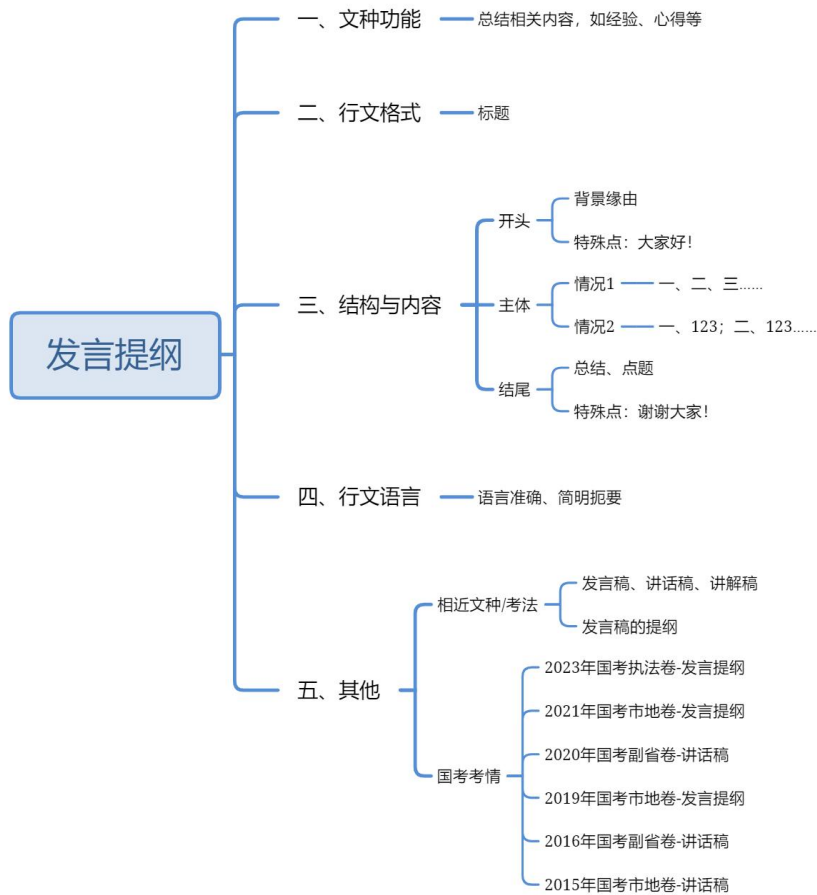 发言提纲
一、文种功能
总结相关内容，如经验、心得等
二、行文格式
标题
三、结构与内容
开头
背景缘由
特殊点：大家好！
主体
情况1
一、二、三……
情况2
一、123；二、123……
结尾
总结、点题
特殊点：谢谢大家！
四、行文语言
语言准确、简明扼要
五、其他
相近文种/考法
发言稿、讲话稿、讲解稿
发言稿的提纲
国考考情
2023年国考执法卷-发言提纲
2021年国考市地卷-发言提纲
2020年国考副省卷-讲话稿
2019年国考市地卷-发言提纲
2016年国考副省卷-讲话稿
2015年国考市地卷-讲话稿